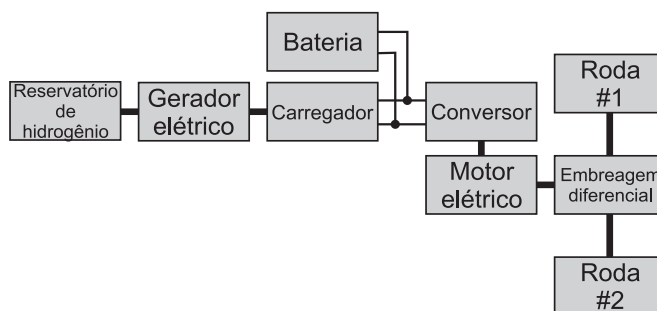 Bateria
Roda
#1
Reservatório
de
hidrogênio
Gerador
elétrico
Carregador
Conversor
Motor
elétrico
Embreagem
diferencial
Roda
#2